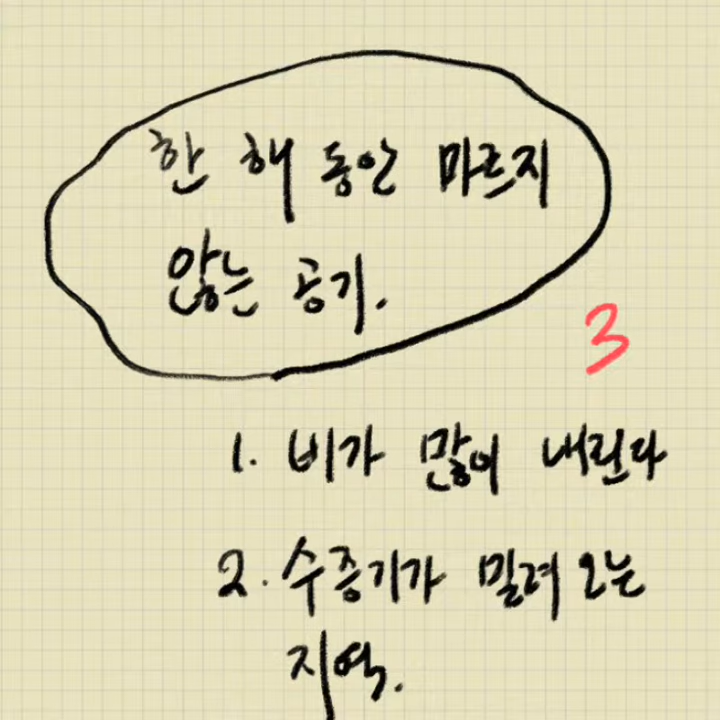 한 해 동안 마르지
않는 공기.
3
1. 비가 많이 내린다
2. 수증기가 밀려 오는
지역.